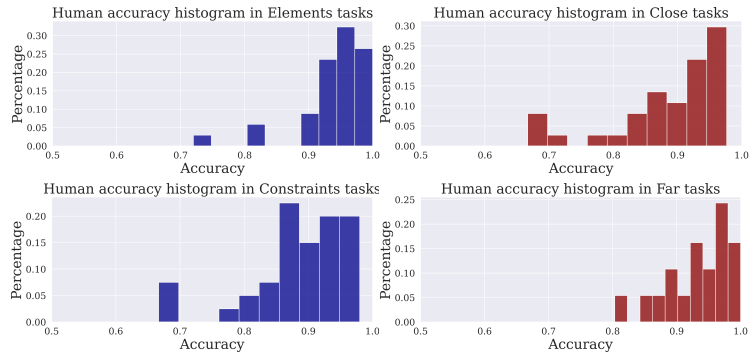 Human accuracy histogram in Elements tasks
Percentage
0.30
0.25
0.20
0.15
0.10
0.05
0.00
0.5 0.6 0.7 0.8 0.9 1.0
Accuracy
Human accuracy histogram in Close tasks
Percentage
0.30
0.25
0.20
0.15
0.10
0.05
0.00
0.5 0.6 0.7 0.8 0.9 1.0
Accuracy
Human accuracy histogram in Constraints tasks
Percentage
0.20
0.15
0.10
0.05
0.00
0.5 0.6 0.7 0.8 0.9 1.0
Accuracy
Human accuracy histogram in Far tasks
Percentage
0.25
0.20
0.15
0.10
0.05
0.00
0.5 0.6 0.7 0.8 0.9 1.0
Accuracy